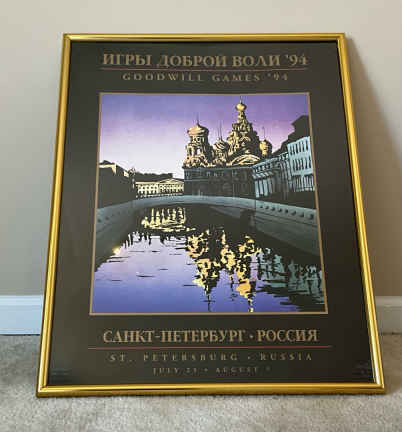 ИГРЫ ДОБРОЙ ВОЛИ '94
GOODWILL GAMES '94
САНКТ-ПЕТЕРБУРГ • РОССИЯ
ST. PETERSBURG • RUSSIA
JULY 23 • AUGUST 7